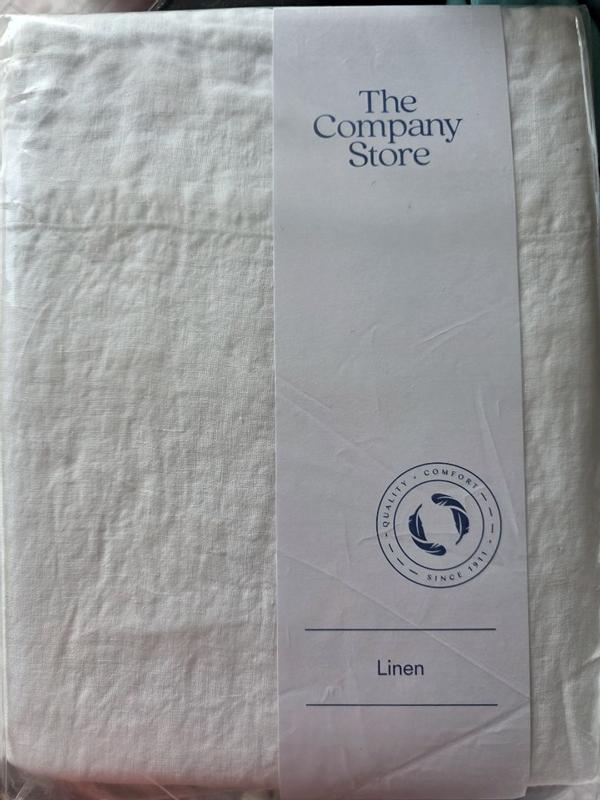 The
Company
Store
QUALITY • COMFORT
SINCE 1911
Linen